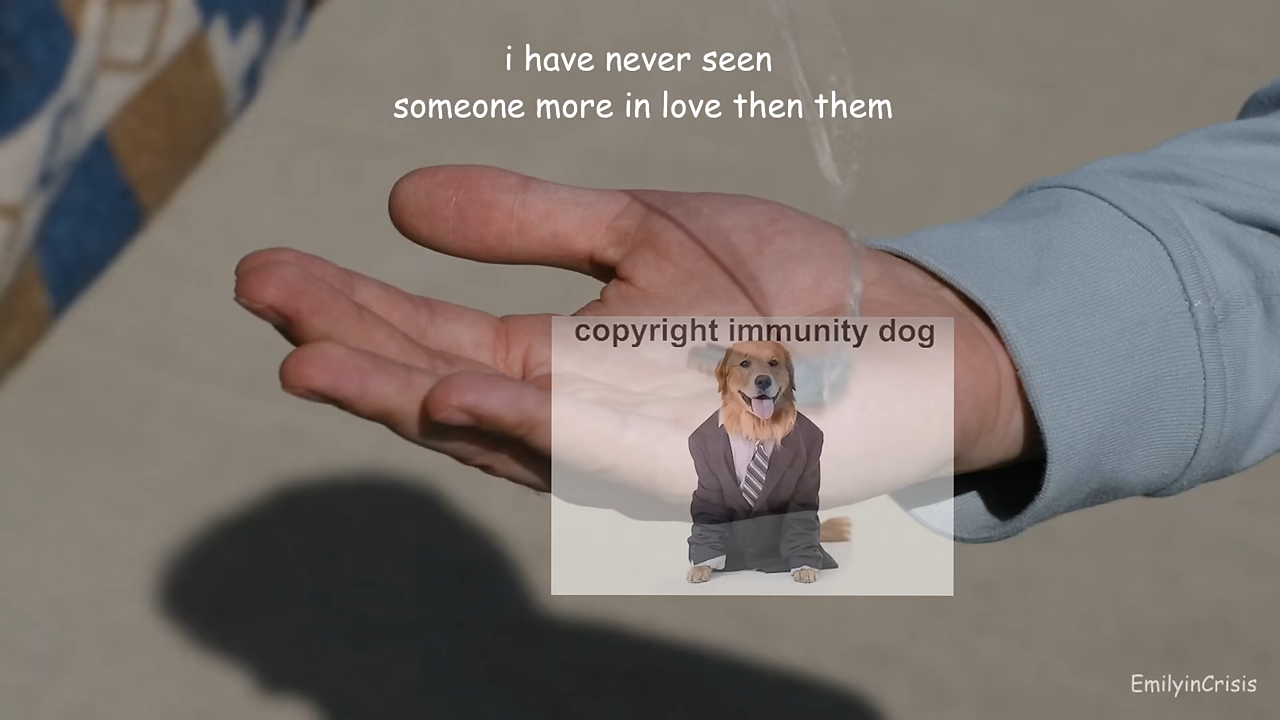 i have never seen
someone more in love then them
copyright immunity dog
EmilyinCrisis